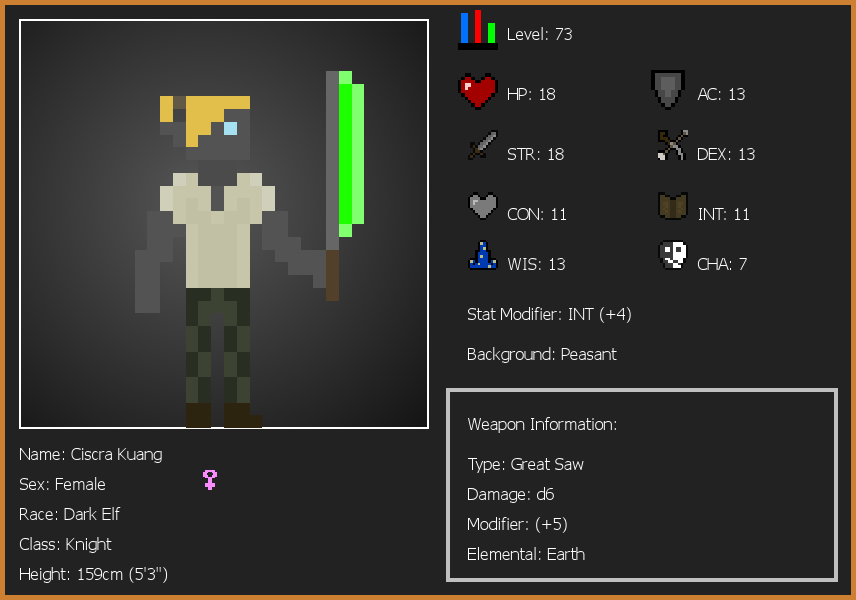 Level: 73
HP: 18
AC: 13
STR: 18
DEX: 13
CON: 11
INT: 11
WIS: 13
CHA: 7
Stat Modifier: INT (+4)
Background: Peasant
Weapon Information:
Type: Great Saw
Damage: d6
Modifier: (+5)
Elemental: Earth
Name: Ciscra Kuang
Sex: Female
Race: Dark Elf
Class: Knight
Height: 159cm (5'3")